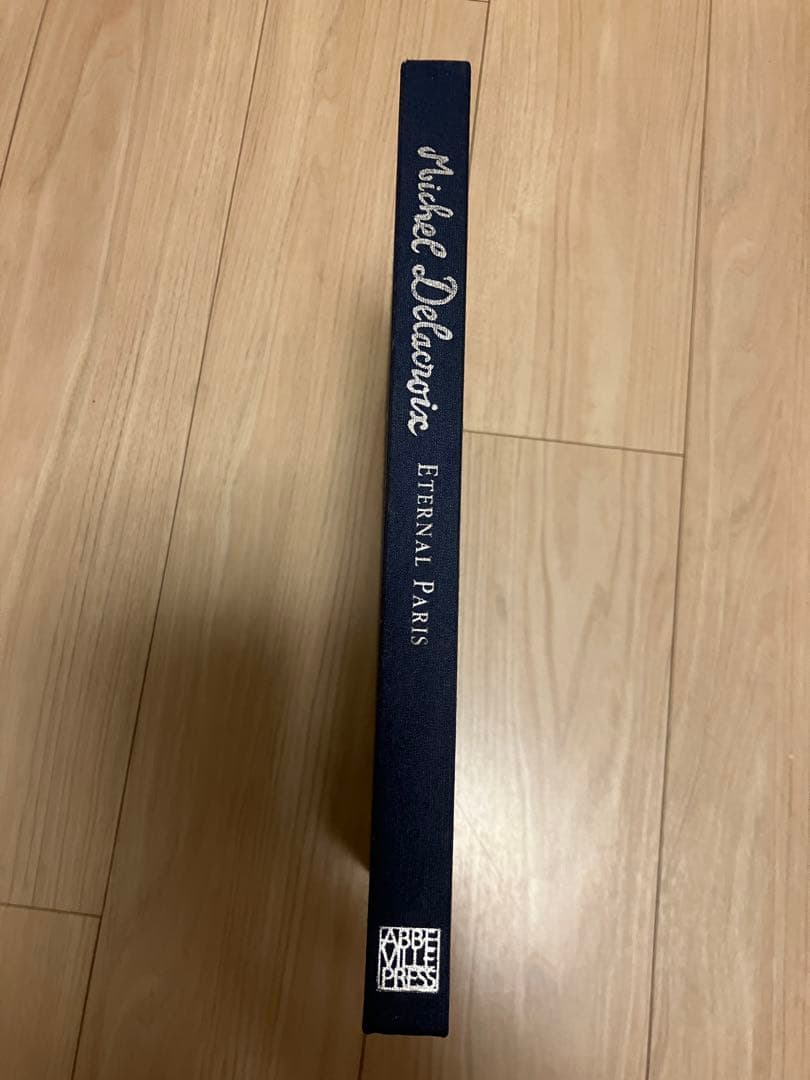 Michel Delacroix ETERNAL PARIS
ABBE
VILLE
PRESS